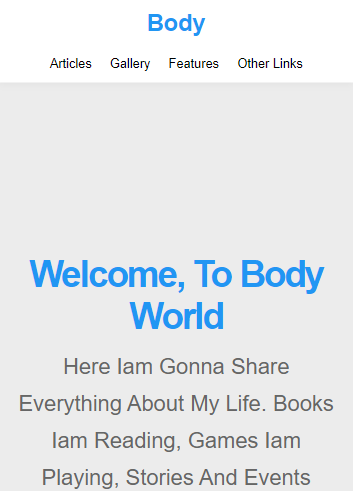 Body
Articles Gallery Features Other Links
Welcome, To Body
World
Here Iam Gonna Share
Everything About My Life. Books
Iam Reading, Games Iam
Playing, Stories And Events